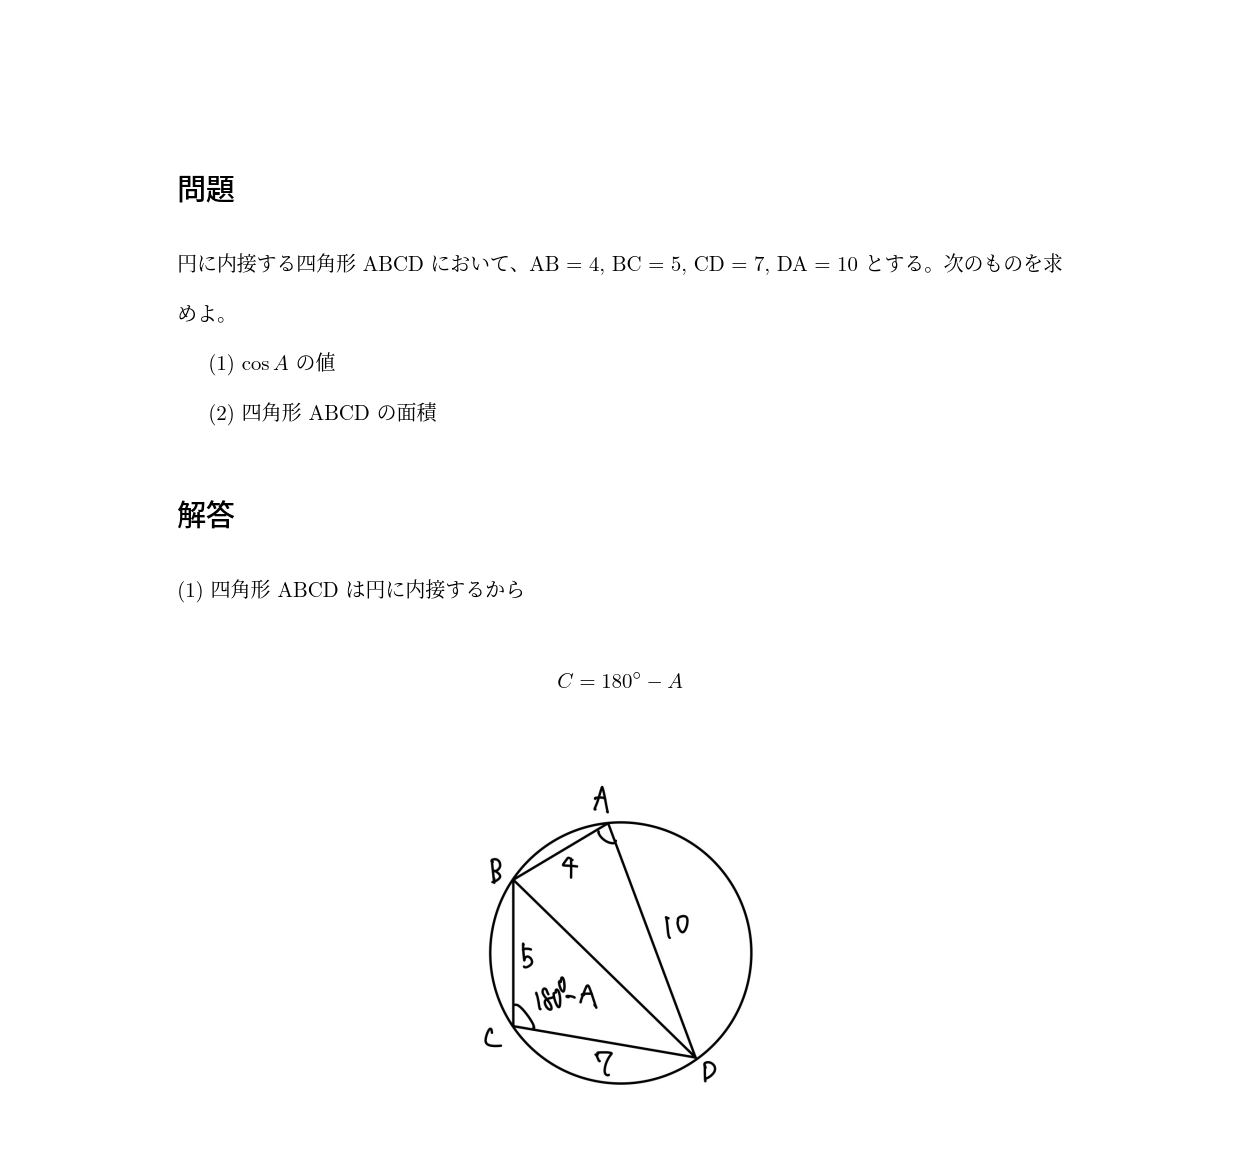 問題
円に内接する四角形 ABCD において、AB = 4, BC = 5, CD = 7, DA = 10 とする。次のものを求
めよ。
(1) cos A の値
(2) 四角形 ABCD の面積
解答
(1) 四角形 ABCD は円に内接するから
C = 180° − A
A
B
4
10
5
180°-A
C
7
D